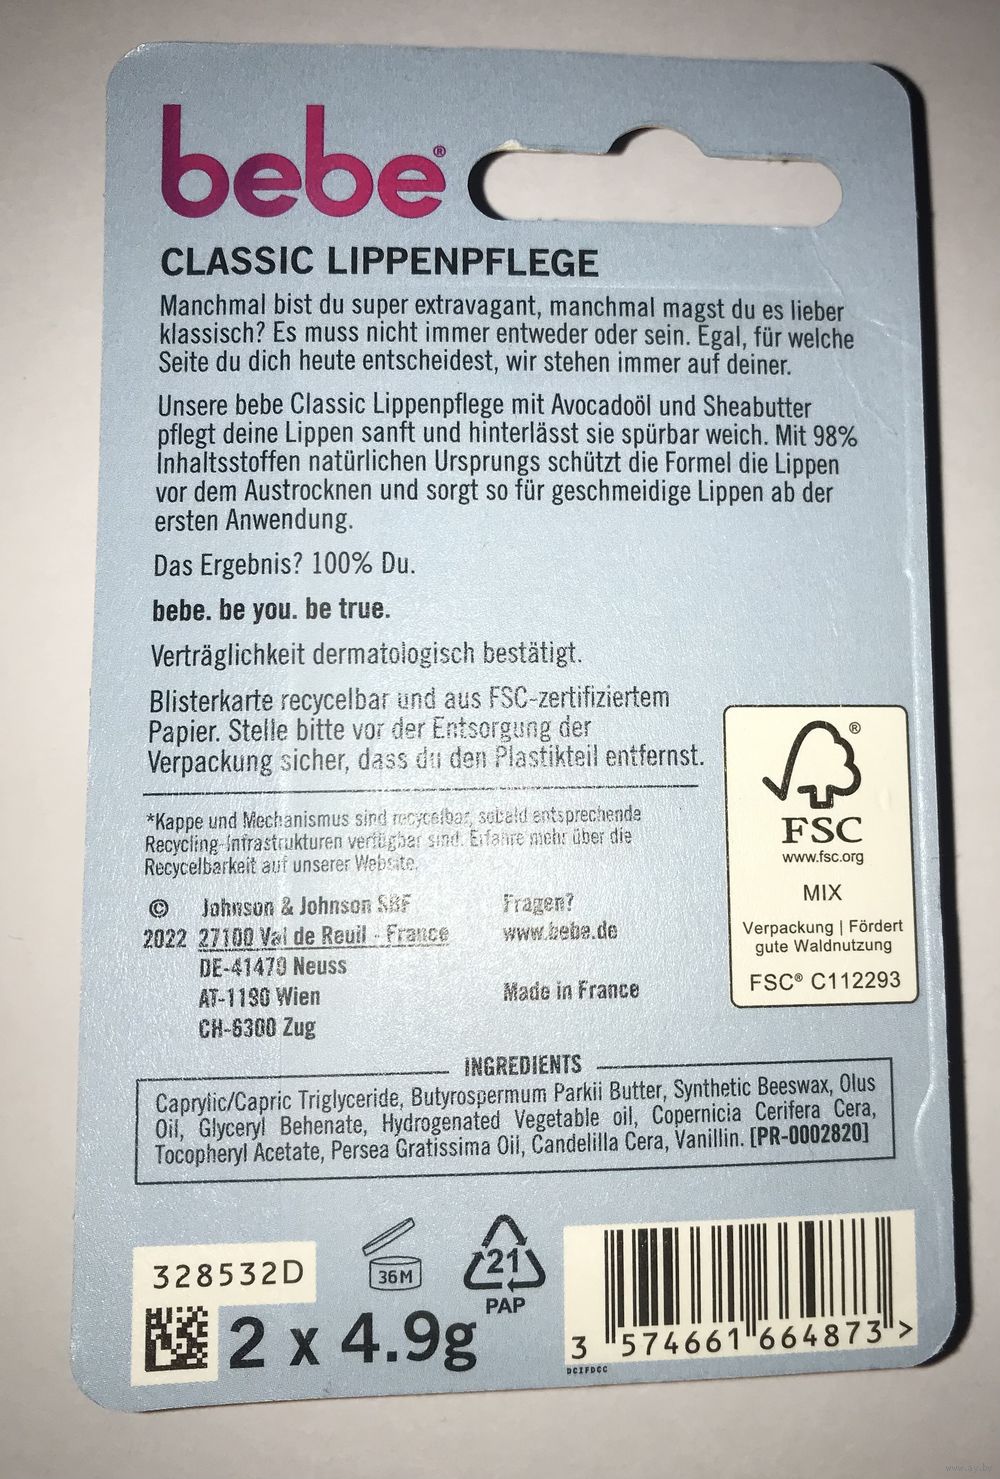 bebe®
CLASSIC LIPPENPFLEGE
Manchmal bist du super extravagant, manchmal magst du es lieber
klassisch? Es muss nicht immer entweder oder sein. Egal, für welche
Seite du dich heute entscheidest, wir stehen immer auf deiner.
Unsere bebe Classic Lippenpflege mit Avocadoöl und Sheabutter
pflegt deine Lippen sanft und hinterlässt sie spürbar weich. Mit 98%
Inhaltsstoffen natürlichen Ursprungs schützt die Formel die Lippen
vor dem Austrocknen und sorgt so für geschmeidige Lippen ab der
ersten Anwendung.
Das Ergebnis? 100% Du.
bebe. be you. be true.
Verträglichkeit dermatologisch bestätigt.
Blisterkarte recycelbar und aus FSC-zertifiziertem
Papier. Stelle bitte vor der Entsorgung der
Verpackung sicher, dass du den Plastikteil entfernst.
*Kappe und Mechanismus sind recycelbar, sobald entsprechende
Recycling-Infrastrukturen verfügbar sind. Erfahre mehr über die
Recycelbarkeit auf unserer Website.
© Johnson & Johnson SBF
2022 27100 Val de Reuil - France
DE-41470 Neuss
AT-1190 Wien
CH-6300 Zug
Fragen?
www.bebe.de
Made in France
®
FSC
www.fsc.org
MIX
Verpackung | Fördert
gute Waldnutzung
FSC® C112293
INGREDIENTS
Caprylic/Capric Triglyceride, Butyrospermum Parkii Butter, Synthetic Beeswax, Olus
Oil, Glyceryl Behenate, Hydrogenated Vegetable oil, Copernicia Cerifera Cera,
Tocopheryl Acetate, Persea Gratissima Oil, Candelilla Cera, Vanillin. [PR-0002820]
328532D
36M
21
PAP
2 x 4.9g
3 574661 664873 >
DCIFDCC
www.ay.by